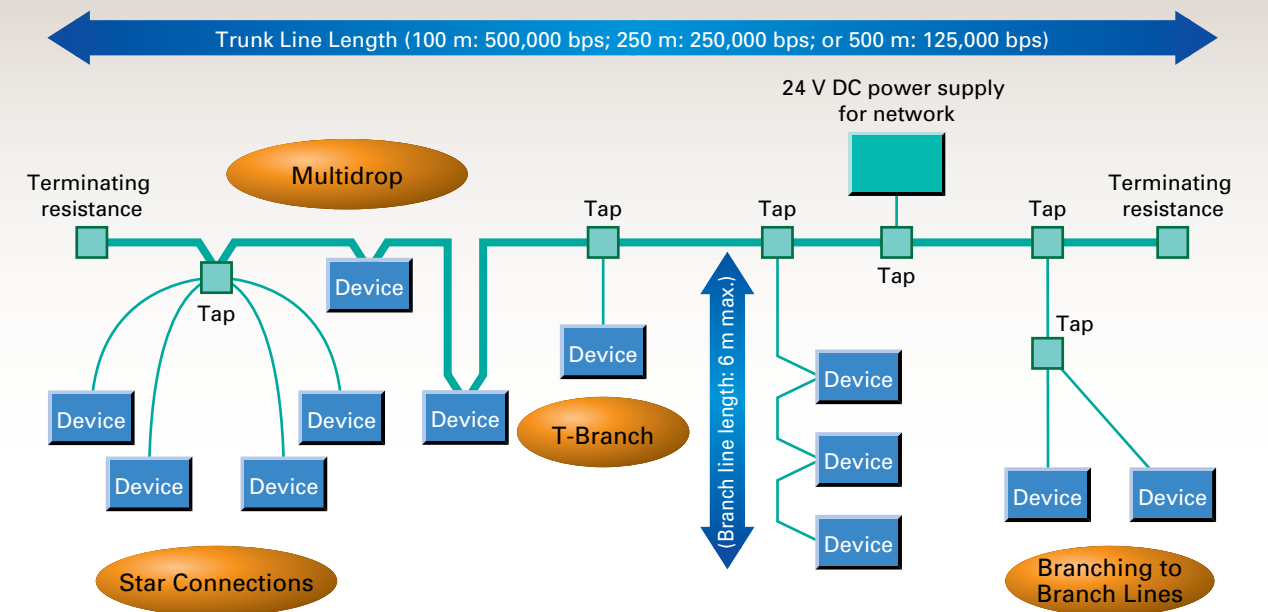 Trunk Line Length (100 m: 500,000 bps; 250 m: 250,000 bps; or 500 m: 125,000 bps)
24 V DC power supply
for network
Multidrop
Terminating
resistance
Terminating
resistance
Tap
Tap
Tap
Tap
Device
Tap
(Branch line length: 6 m max.)
Tap
Device
Device
Device
Device
Device
T-Branch
Device
Device
Device
Device
Device
Device
Device
Star Connections
Branching to
Branch Lines